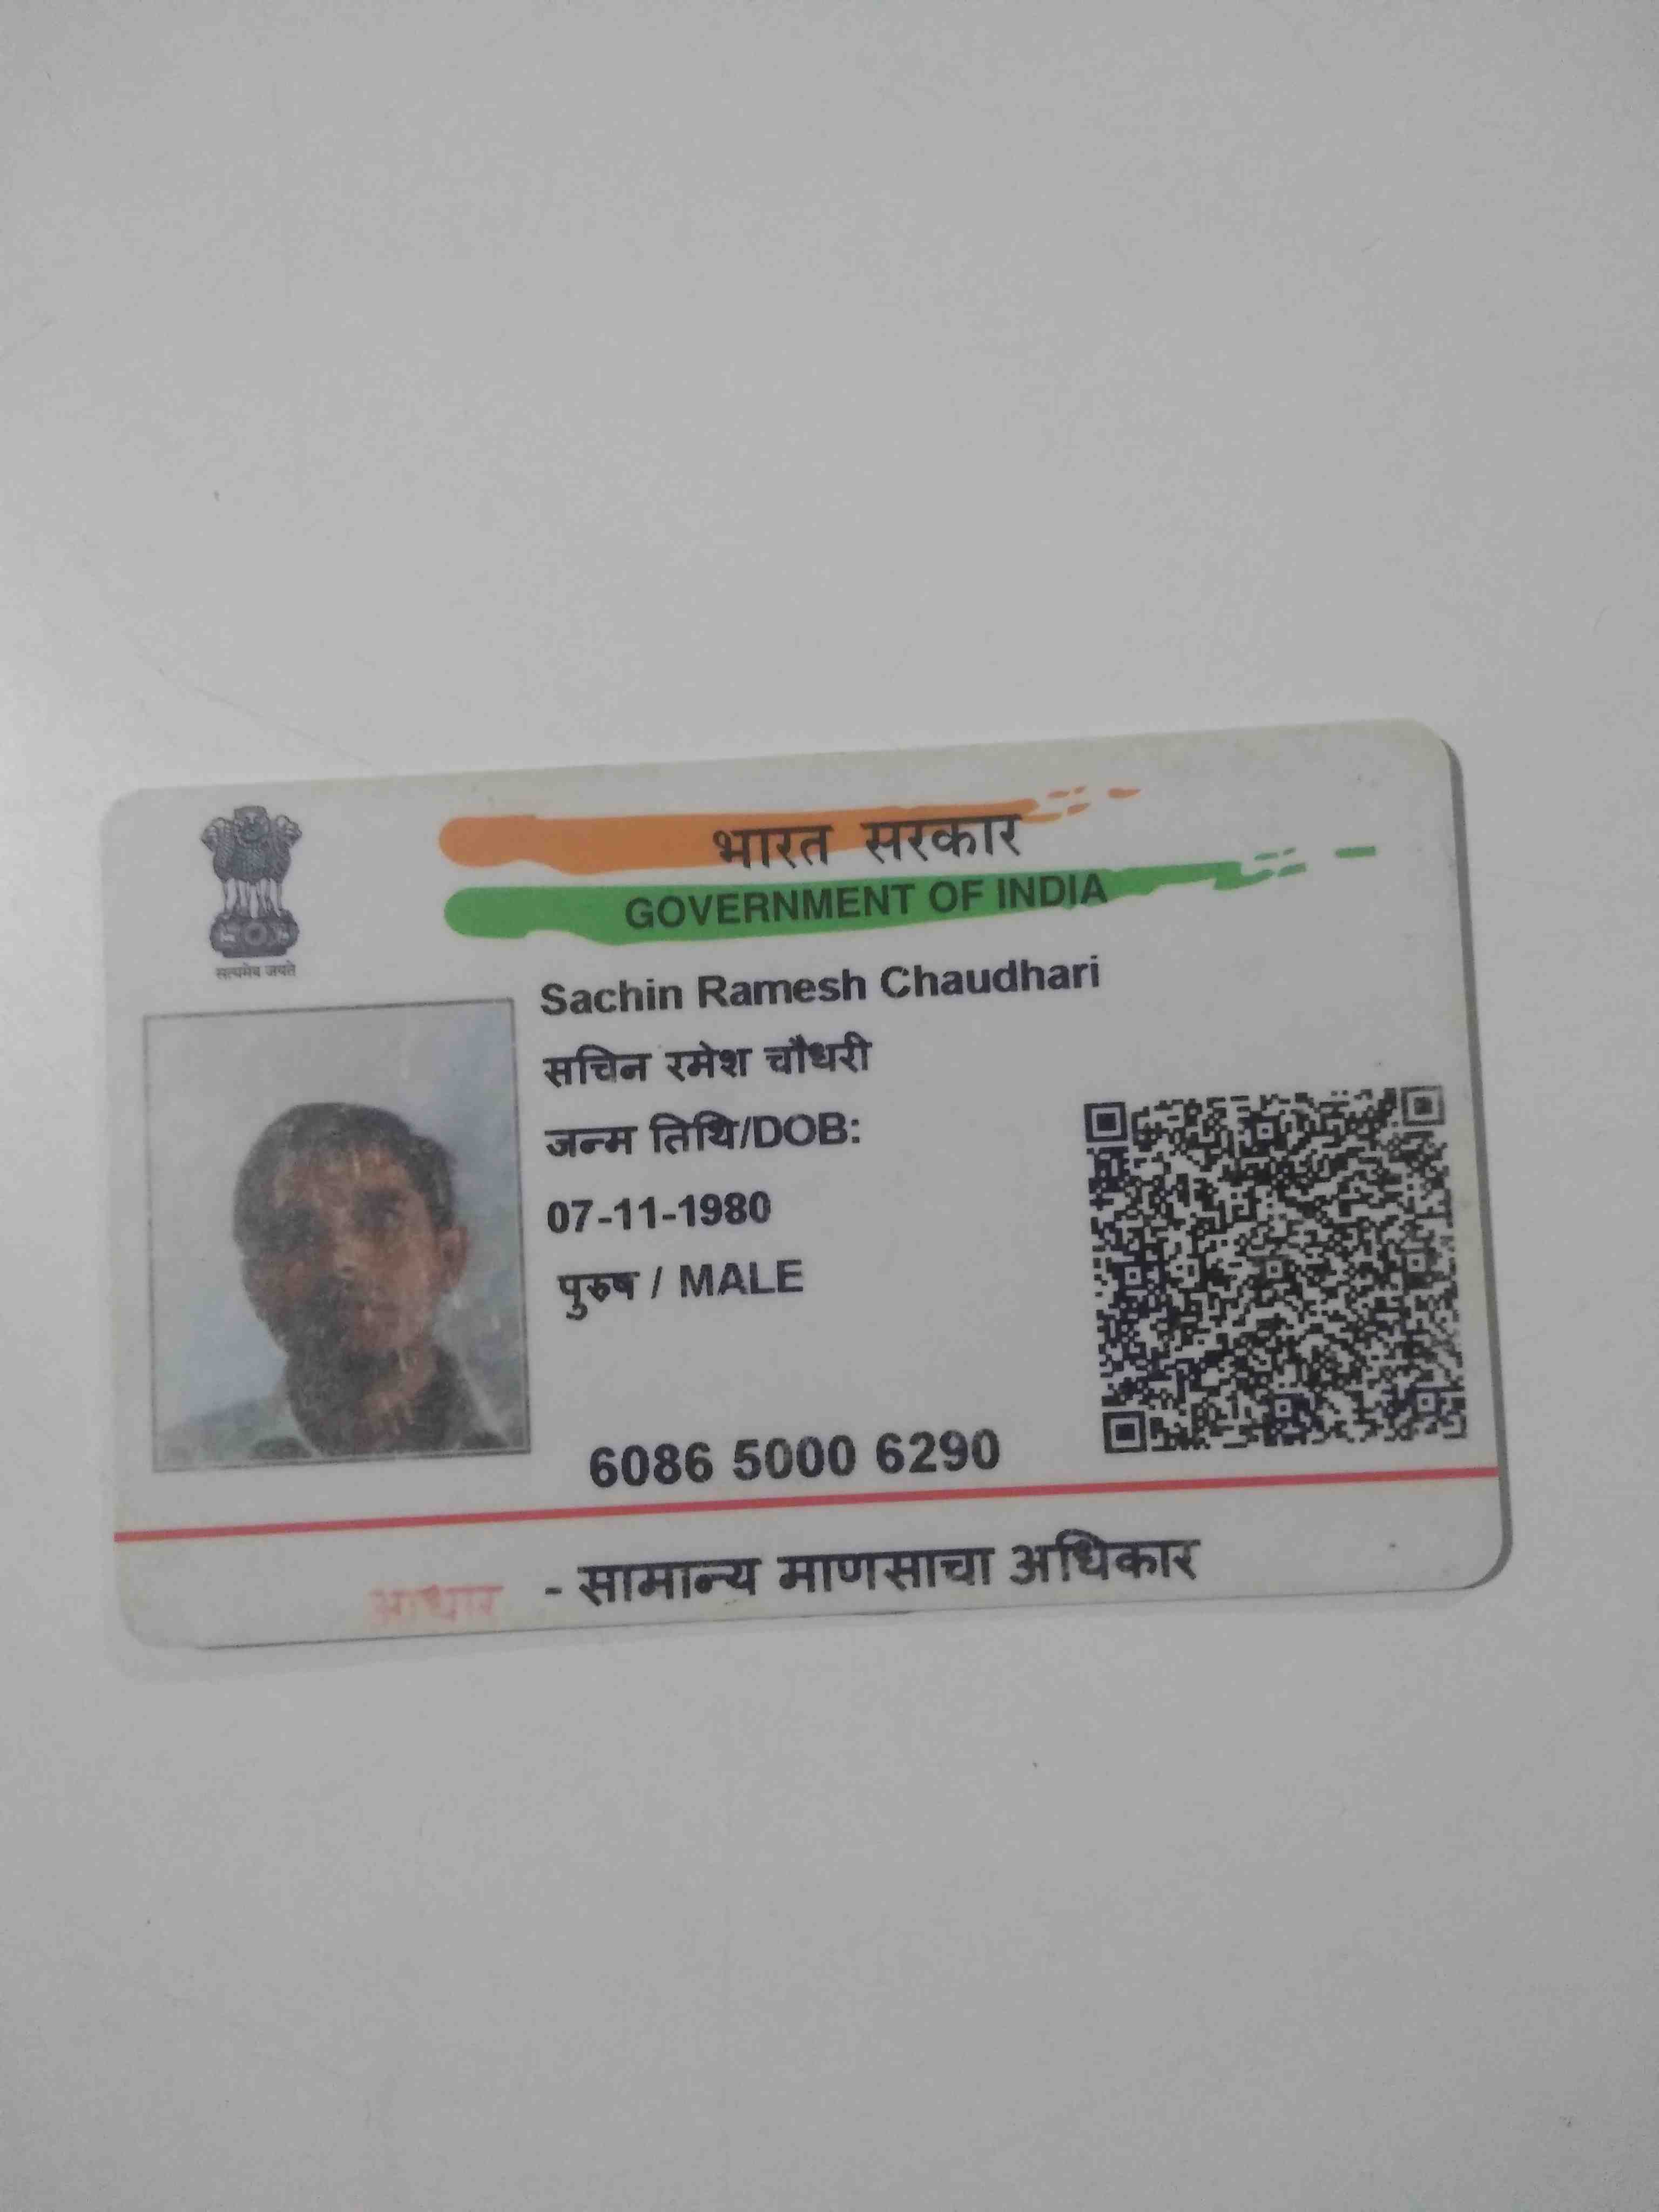 भारत सरकार
GOVERNMENT OF INDIA
सत्यमेव जयते
Sachin Ramesh Chaudhari
सचिन रमेश चौधरी
जन्म तिथि/DOB:
07-11-1980
पुरुष / MALE
6086 5000 6290
आधार - सामान्य माणसाचा अधिकार